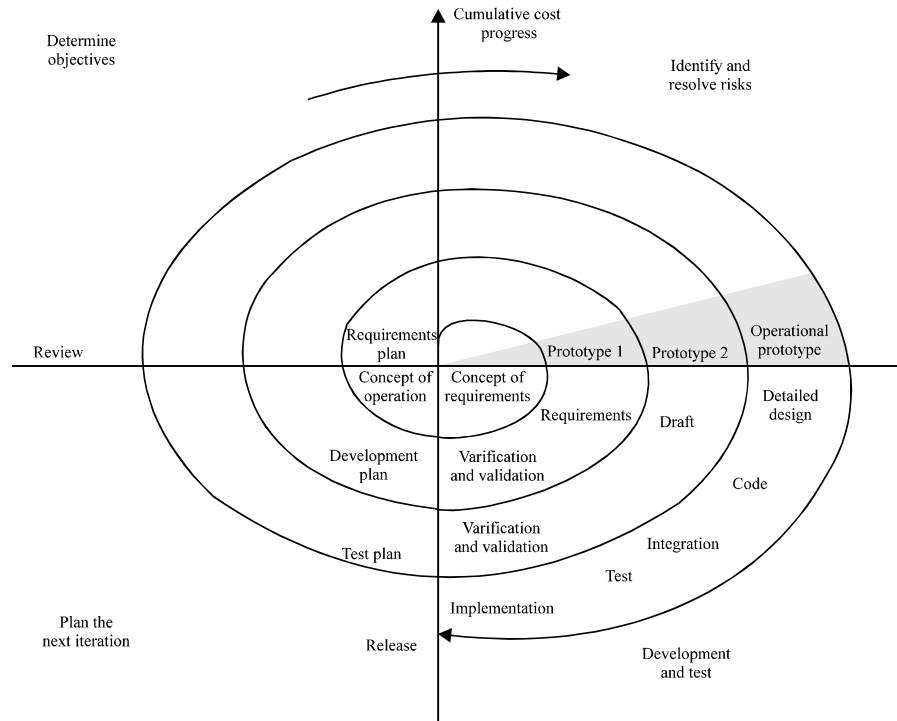 Cumulative cost
progress
Determine
objectives
Identify and
resolve risks
Requirements
plan
Review
Prototype 1
Prototype 2
Operational
prototype
Concept of
operation
Concept of
requirements
Requirements
Draft
Detailed
design
Development
plan
Varification
and validation
Code
Varification
and validation
Test plan
Integration
Test
Implementation
Plan the
next iteration
Release
Development
and test